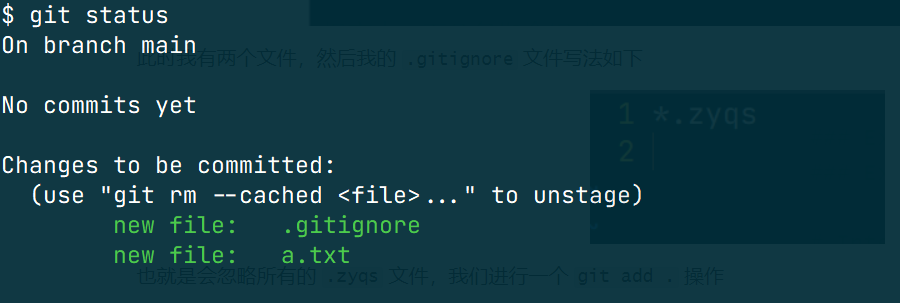 $ git status
On branch main
此时我有两个文件，然后我的 .gitignore 文件写法如下
No commits yet
1 *.zyqs
2
Changes to be committed:
(use "git rm --cached <file>..." to unstage)
new file: .gitignore
new file: a.txt
也就是会忽略所有的 .zyqs 文件，我们进行一个 git add . 操作